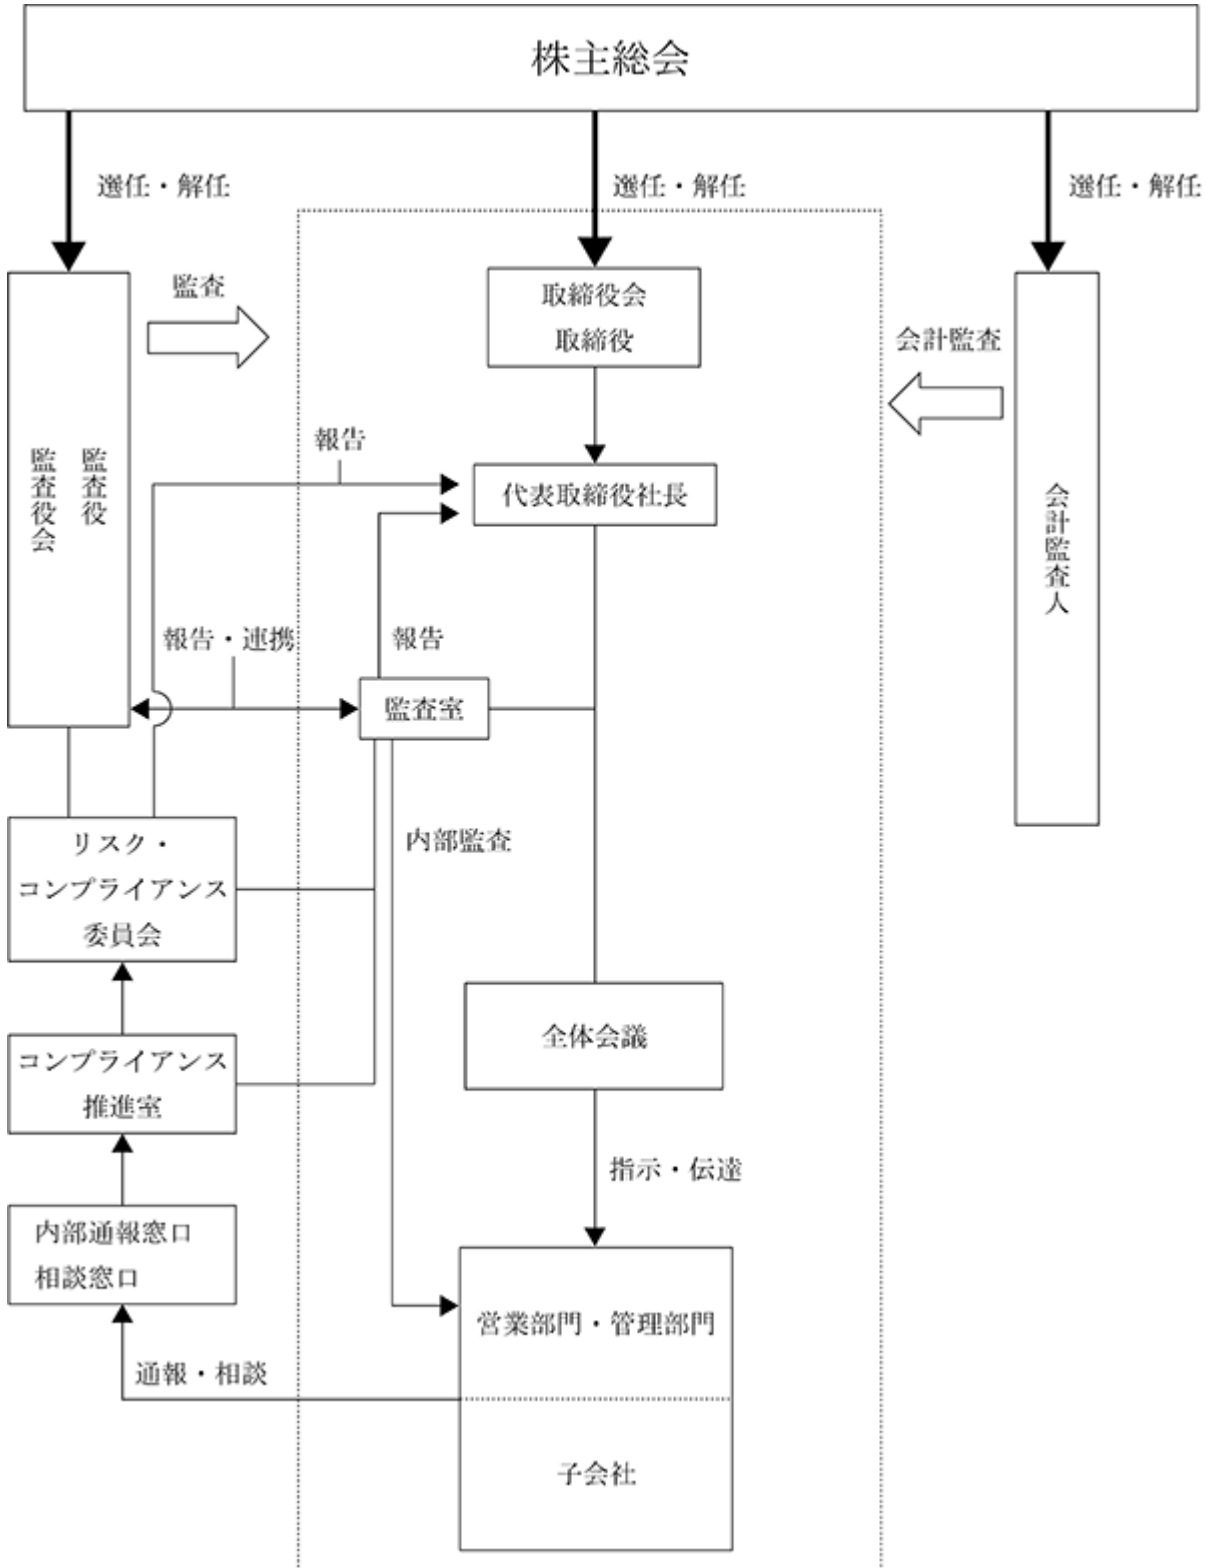 株主総会
選任・解任
選任・解任
選任・解任
監査
取締役会
取締役
会計監査
報告
監査役
監査役会
代表取締役社長
会計監査人
報告・連携
報告
監査室
リスク・
コンプライアンス
委員会
内部監査
全体会議
コンプライアンス
推進室
指示・伝達
内部通報窓口
相談窓口
営業部門・管理部門
通報・相談
子会社